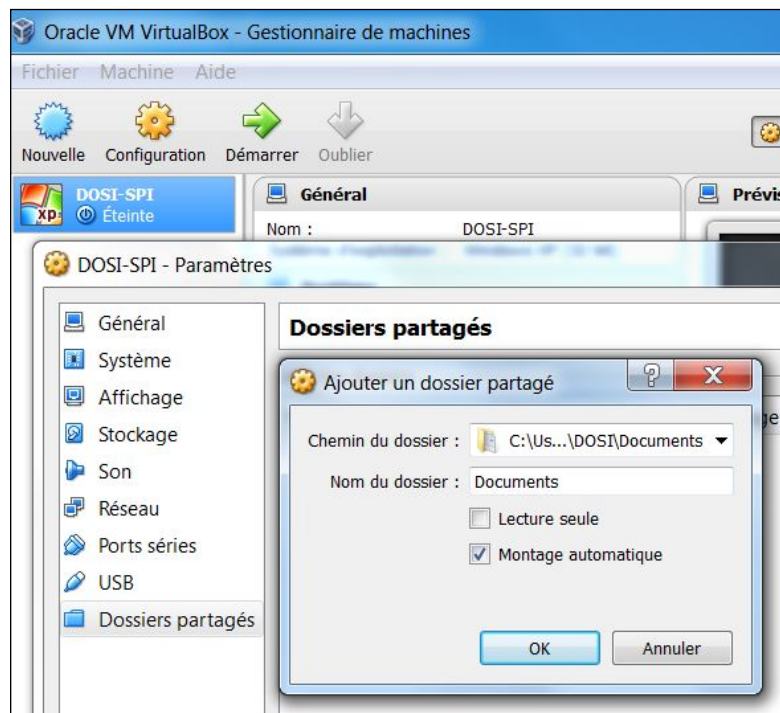 Oracle VM VirtualBox - Gestionnaire de machines
Fichier Machine Aide
Nouvelle Configuration Démarrer Oublier
DOSI-SPI
Éteinte
xp
Général
Prévis
Nom : DOSI-SPI
DOSI-SPI - Paramètres
Général
Système
Affichage
Stockage
Son
Réseau
Ports séries
USB
Dossiers partagés
Dossiers partagés
Ajouter un dossier partagé
Chemin du dossier : C:\Us...\DOSI\Documents
Nom du dossier : Documents
Lecture seule
Montage automatique
OK Annuler